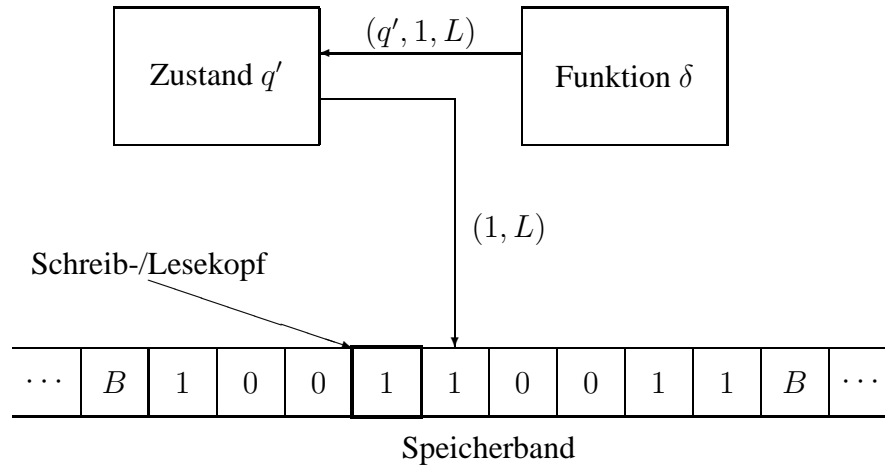 (q′, 1, L)
Zustand q′
Funktion δ
(1, L)
Schreib-/Lesekopf
··· B 1 0 0 1 1 0 0 1 1 B ···
Speicherband